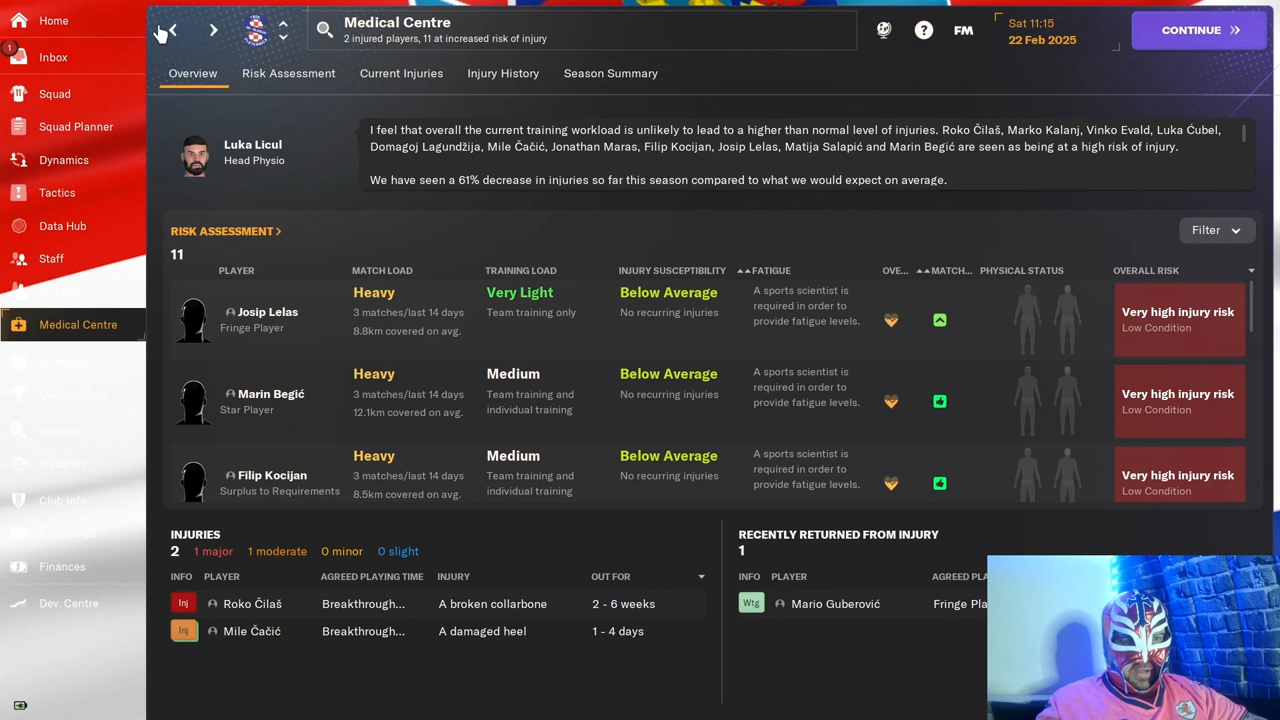 Home
1
Inbox
Squad
Squad Planner
Dynamics
Tactics
Data Hub
Staff
Medical Centre
Club Info
Finances
Dev. Centre
Medical Centre
2 injured players, 11 at increased risk of injury
?
FM
Sat 11:15
22 Feb 2025
CONTINUE
Overview
Risk Assessment
Current Injuries
Injury History
Season Summary
Luka Licul
Head Physio
I feel that overall the current training workload is unlikely to lead to a higher than normal level of injuries. Roko Čilaš, Marko Kalanj, Vinko Evald, Luka Ćubel,
Domagoj Lagundžija, Mile Čačić, Jonathan Maras, Filip Kocijan, Josip Lelas, Matija Salapić and Marin Begić are seen as being at a high risk of injury.
We have seen a 61% decrease in injuries so far this season compared to what we would expect on average.
RISK ASSESSMENT >
11
Filter
PLAYER MATCH LOAD TRAINING LOAD INJURY SUSCEPTIBILITY FATIGUE OVE... MATCH... PHYSICAL STATUS OVERALL RISK
Josip Lelas
Fringe Player
Heavy
3 matches/last 14 days
8.8km covered on avg.
Very Light
Team training only
Below Average
No recurring injuries
A sports scientist is
required in order to
provide fatigue levels.
Very high injury risk
Low Condition
Marin Begić
Star Player
Heavy
3 matches/last 14 days
12.1km covered on avg.
Medium
Team training and
individual training
Below Average
No recurring injuries
A sports scientist is
required in order to
provide fatigue levels.
Very high injury risk
Low Condition
Filip Kocijan
Surplus to Requirements
Heavy
3 matches/last 14 days
8.5km covered on avg.
Medium
Team training and
individual training
Below Average
No recurring injuries
A sports scientist is
required in order to
provide fatigue levels.
Very high injury risk
Low Condition
INJURIES
2 1 major 1 moderate 0 minor 0 slight
INFO PLAYER AGREED PLAYING TIME INJURY OUT FOR
Inj Roko Čilaš Breakthrough... A broken collarbone 2 - 6 weeks
Inj Mile Čačić Breakthrough... A damaged heel 1 - 4 days
RECENTLY RETURNED FROM INJURY
1
INFO PLAYER AGREED PLA
Wtg Mario Guberović Fringe Pla